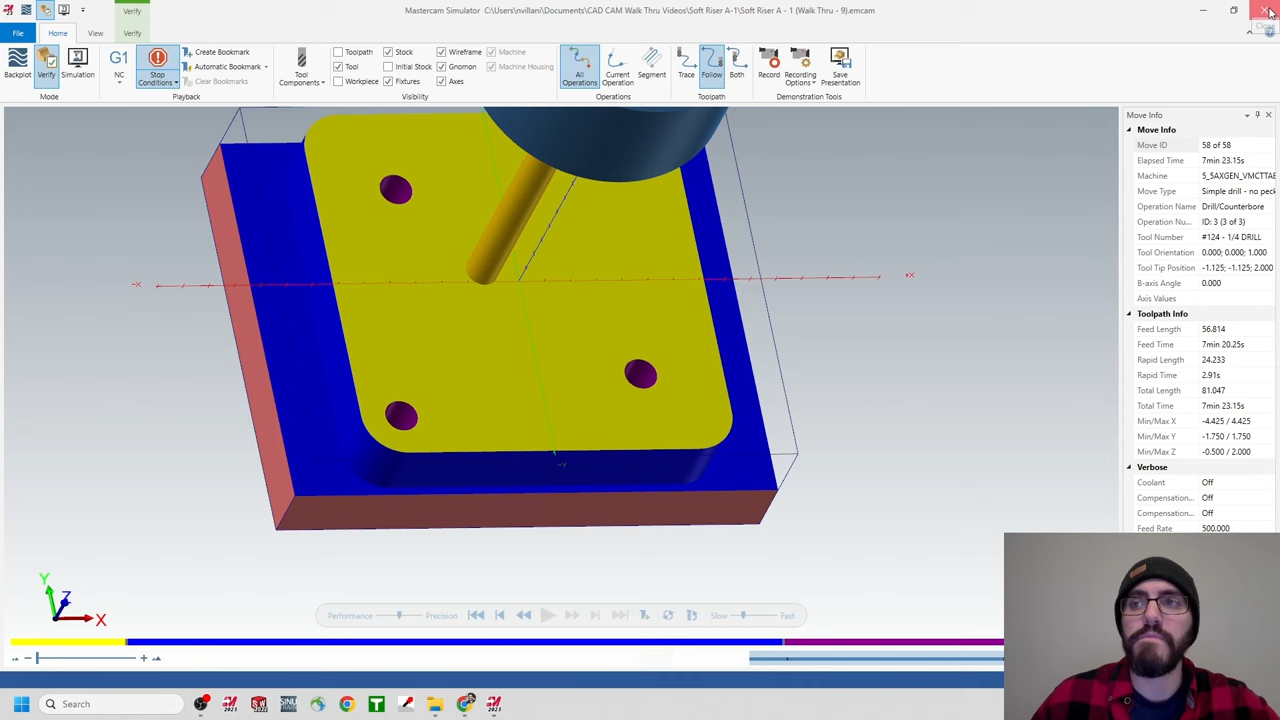 Verify
Mastercam Simulator C:\Users\nvillani\Documents\CAD CAM Walk Thru Videos\Soft Riser A-1\Soft Riser A - 1 (Walk Thru - 9).emcam
File
Home
View
Verify
Close
Backplot
Verify
Simulation
Mode
G1
NC
Stop
Conditions
Create Bookmark
Automatic Bookmark
Clear Bookmarks
Playback
Tool
Components
Toolpath
Tool
Workpiece
Stock
Initial Stock
Fixtures
Wireframe
Gnomon
Axes
Machine
Machine Housing
Visibility
All
Operations
Current
Operation
Segment
Operations
Trace
Follow
Both
Toolpath
Record
Recording
Options
Save
Presentation
Demonstration Tools
Move Info
Move Info
Move ID 58 of 58
Elapsed Time 7min 23.15s
Machine 5_5AXGEN_VMCTTAB
Move Type Simple drill - no peck
Operation Name Drill/Counterbore
Operation Nu... ID: 3 (3 of 3)
Tool Number #124 - 1/4 DRILL
Tool Orientation 0.000; 0.000; 1.000
Tool Tip Position -1.125; -1.125; 2.000
B-axis Angle 0.000
Axis Values
Toolpath Info
Feed Length 56.814
Feed Time 7min 20.25s
Rapid Length 24.233
Rapid Time 2.91s
Total Length 81.047
Total Time 7min 23.15s
Min/Max X -4.425 / 4.425
Min/Max Y -1.750 / 1.750
Min/Max Z -0.500 / 2.000
Verbose
Coolant Off
Compensation... Off
Compensation... Off
Feed Rate 500.000
-X
+X
-Y
Y
Z
X
Performance
Precision
Slow
Fast
Search
2023
2022
2023
2023